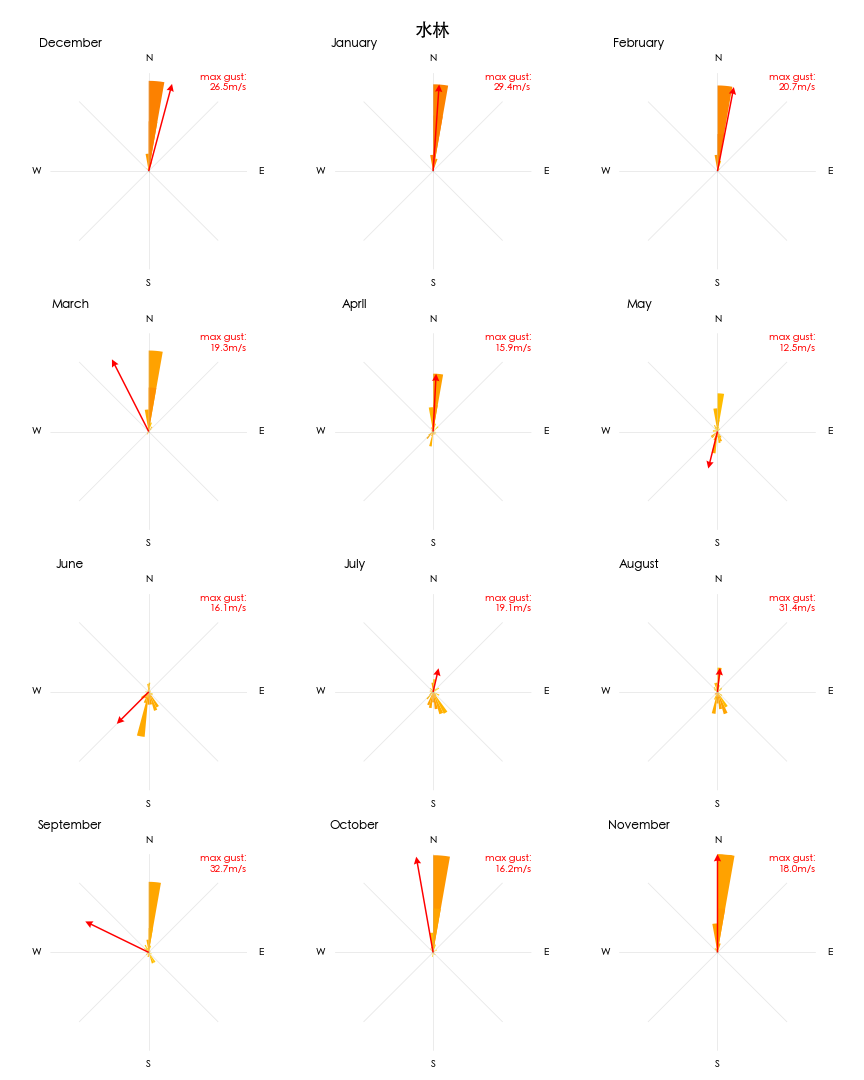 水林
December
N
max gust:
26.5m/s
W
E
S
January
N
max gust:
29.4m/s
W
E
S
February
N
max gust:
20.7m/s
W
E
S
March
N
max gust:
19.3m/s
W
E
S
April
N
max gust:
15.9m/s
W
E
S
May
N
max gust:
12.5m/s
W
E
S
June
N
max gust:
16.1m/s
W
E
S
July
N
max gust:
19.1m/s
W
E
S
August
N
max gust:
31.4m/s
W
E
S
September
N
max gust:
32.7m/s
W
E
S
October
N
max gust:
16.2m/s
W
E
S
November
N
max gust:
18.0m/s
W
E
S